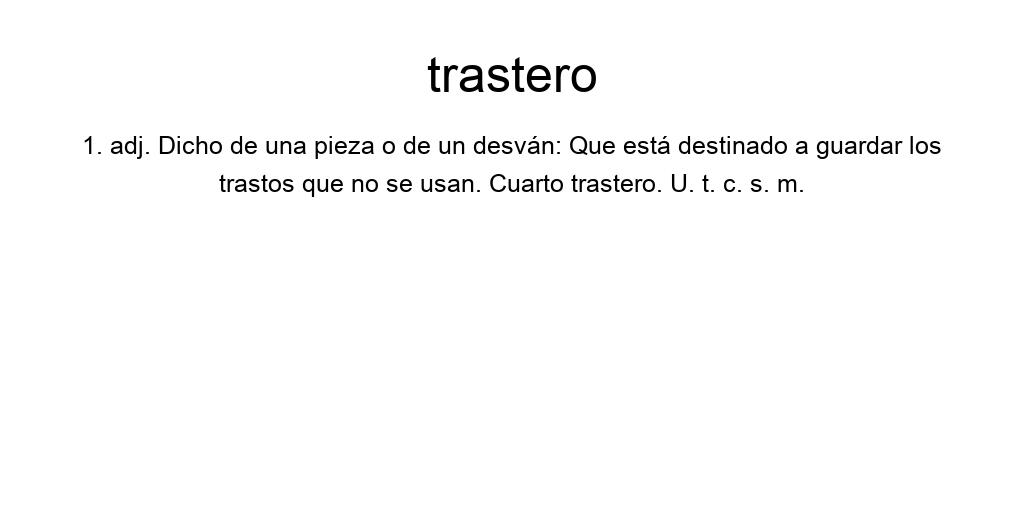 trastero
1. adj. Dicho de una pieza o de un desván: Que está destinado a guardar los
trastos que no se usan. Cuarto trastero. U. t. c. s. m.